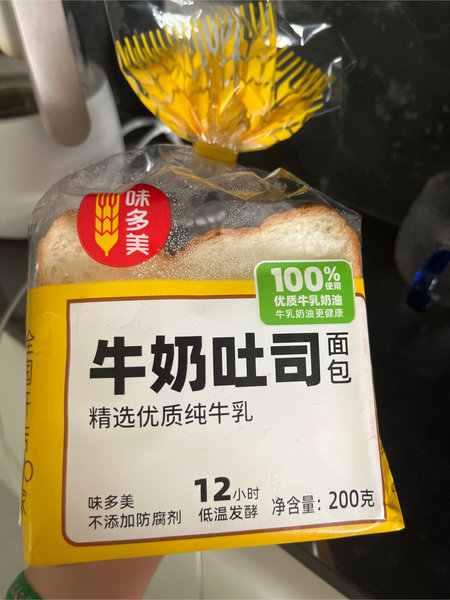 味多美
100%
使用
优质牛乳奶油
牛乳奶油更健康
牛奶吐司面包
精选优质纯牛乳
味多美
不添加防腐剂
12小时
低温发酵
净含量：200克